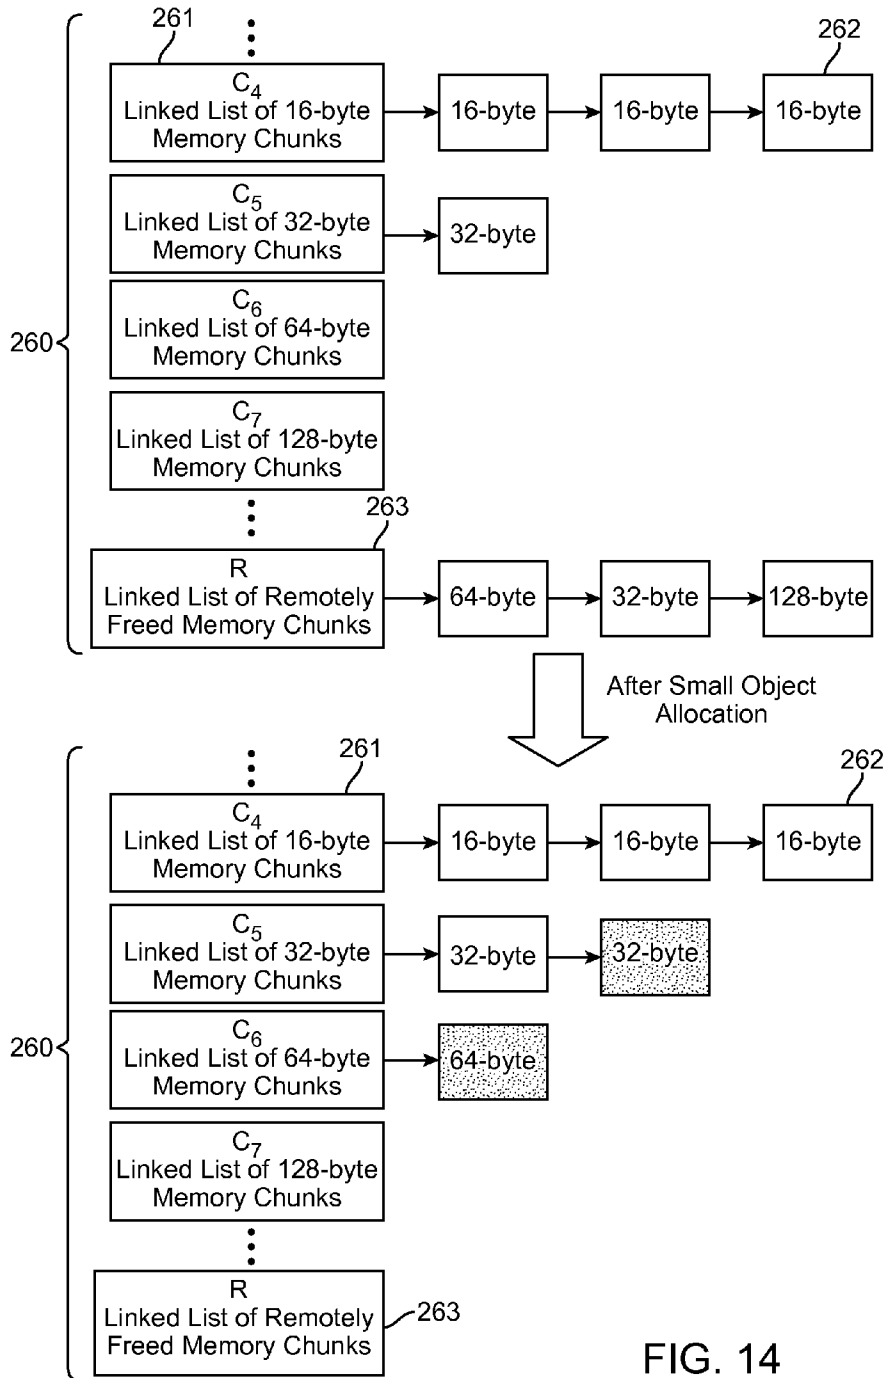 261
262
C4
Linked List of 16-byte
Memory Chunks
16-byte
16-byte
16-byte
C5
Linked List of 32-byte
Memory Chunks
32-byte
C6
Linked List of 64-byte
Memory Chunks
260
C7
Linked List of 128-byte
Memory Chunks
263
R
Linked List of Remotely
Freed Memory Chunks
64-byte
32-byte
128-byte
After Small Object
Allocation
261
262
C4
Linked List of 16-byte
Memory Chunks
16-byte
16-byte
16-byte
C5
Linked List of 32-byte
Memory Chunks
32-byte
32-byte
C6
Linked List of 64-byte
Memory Chunks
64-byte
260
C7
Linked List of 128-byte
Memory Chunks
R
Linked List of Remotely
Freed Memory Chunks
263
FIG. 14